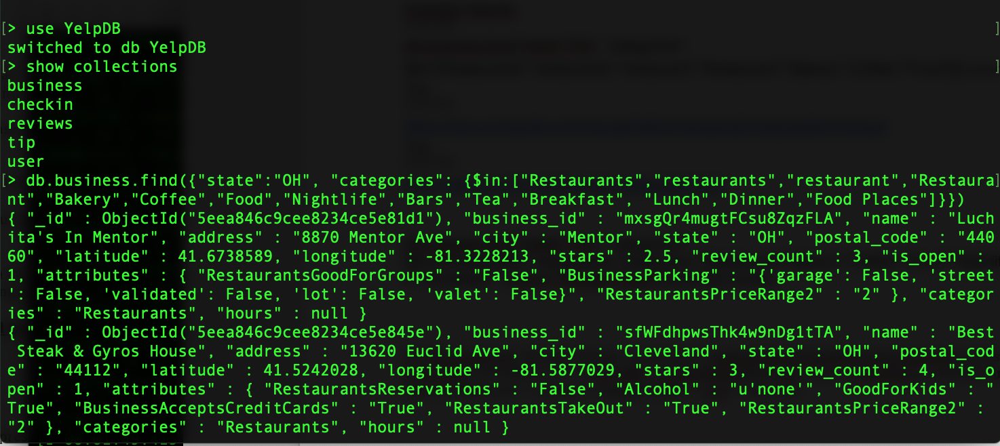 [> use YelpDB ]
switched to db YelpDB
[> show collections ]
business
checkin
reviews
tip
user
[> db.business.find({"state":"OH", "categories": {$in:["Restaurants","restaurants","restaurant","Restaura]
nt","Bakery","Coffee","Food","Nightlife","Bars","Tea","Breakfast", "Lunch","Dinner","Food Places"]}})
{ "_id" : ObjectId("5eea846c9cee8234ce5e81d1"), "business_id" : "mxsgQr4mugtFCsu8ZqzFLA", "name" : "Luch
ita's In Mentor", "address" : "8870 Mentor Ave", "city" : "Mentor", "state" : "OH", "postal_code" : "440
60", "latitude" : 41.6738589, "longitude" : -81.3228213, "stars" : 2.5, "review_count" : 3, "is_open" :
1, "attributes" : { "RestaurantsGoodForGroups" : "False", "BusinessParking" : "{'garage': False, 'street
': False, 'validated': False, 'lot': False, 'valet': False}", "RestaurantsPriceRange2" : "2" }, "categor
ies" : "Restaurants", "hours" : null }
{ "_id" : ObjectId("5eea846c9cee8234ce5e845e"), "business_id" : "sfWFdhpwsThk4w9nDg1tTA", "name" : "Best
 Steak & Gyros House", "address" : "13620 Euclid Ave", "city" : "Cleveland", "state" : "OH", "postal_cod
e" : "44112", "latitude" : 41.5242028, "longitude" : -81.5877029, "stars" : 3, "review_count" : 4, "is_o
pen" : 1, "attributes" : { "RestaurantsReservations" : "False", "Alcohol" : "u'none'", "GoodForKids" : "
True", "BusinessAcceptsCreditCards" : "True", "RestaurantsTakeOut" : "True", "RestaurantsPriceRange2" :
"2" }, "categories" : "Restaurants", "hours" : null }